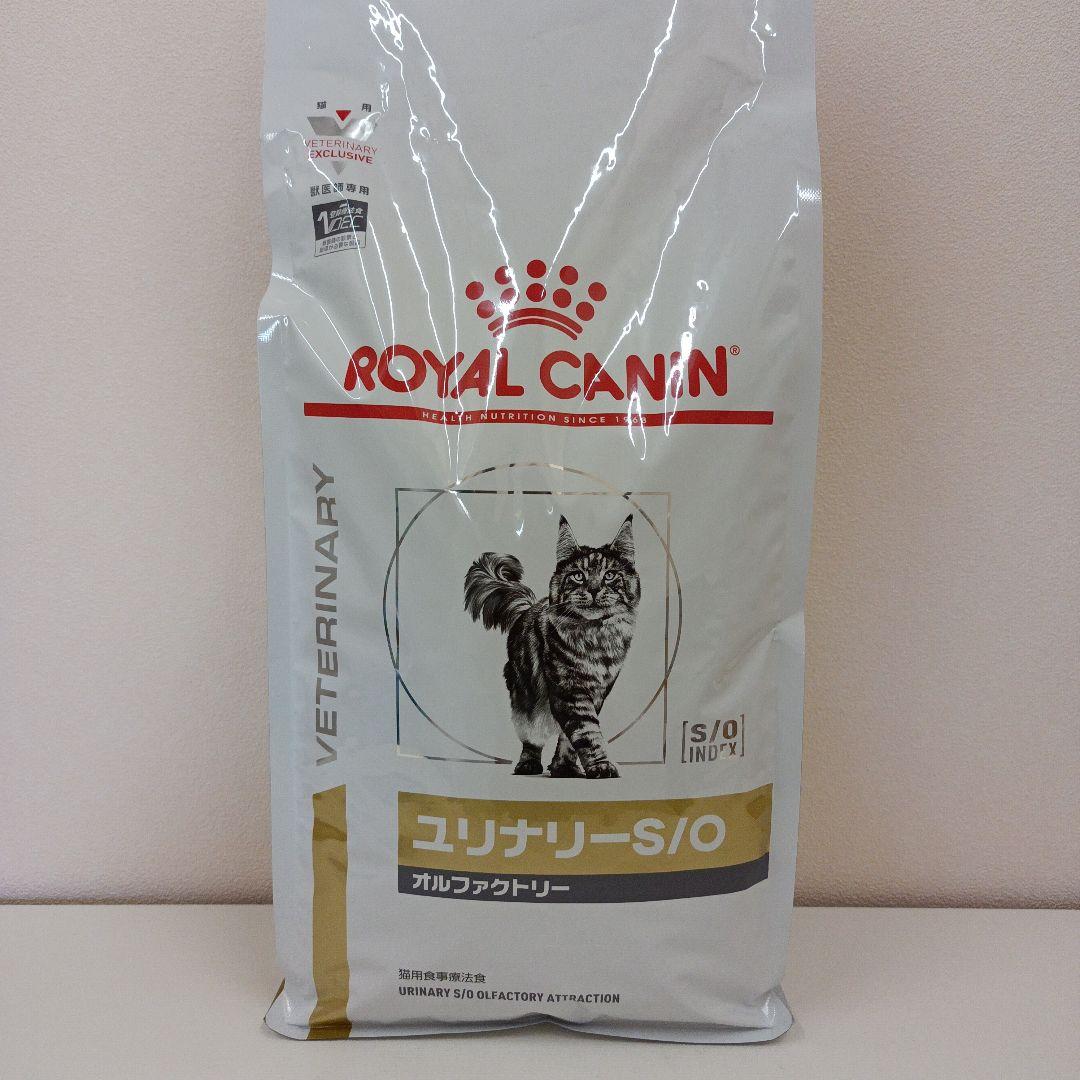 猫 用
VETERINARY
EXCLUSIVE
獣医師専用
ROYAL CANIN®
HEALTH NUTRITION SINCE 1968
VETERINARY
[S/O
INDEX]
ユリナリーS/O
オルファクトリー
猫用食事療法食
URINARY S/O OLFACTORY ATTRACTION